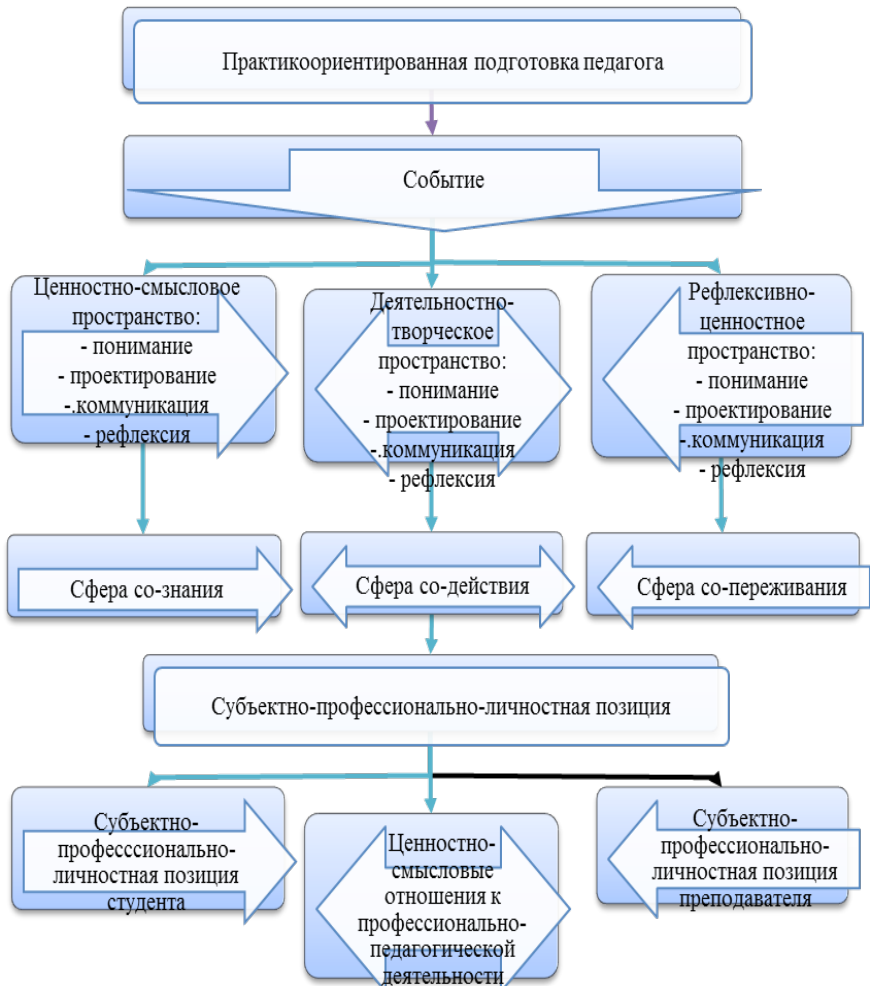 Практикоориентированная подготовка педагога
Событие
Ценностно-смысловое
пространство:
- понимание
- проектирование
-.коммуникация
- рефлексия
Деятельностно-
творческое
пространство:
- понимание
- проектирование
-.коммуникация
- рефлексия
Рефлексивно-
ценностное
пространство:
- понимание
- проектирование
-.коммуникация
- рефлексия
Сфера со-знания
Сфера со-действия
Сфера со-переживания
Субъектно-профессионально-личностная позиция
Субъектно-
професссионально-
личностная позиция
студента
Ценностно-
смысловые
отношения к
профессионально-
педагогической
деятельности
Субъектно-
профессионально-
личностная позиция
преподавателя